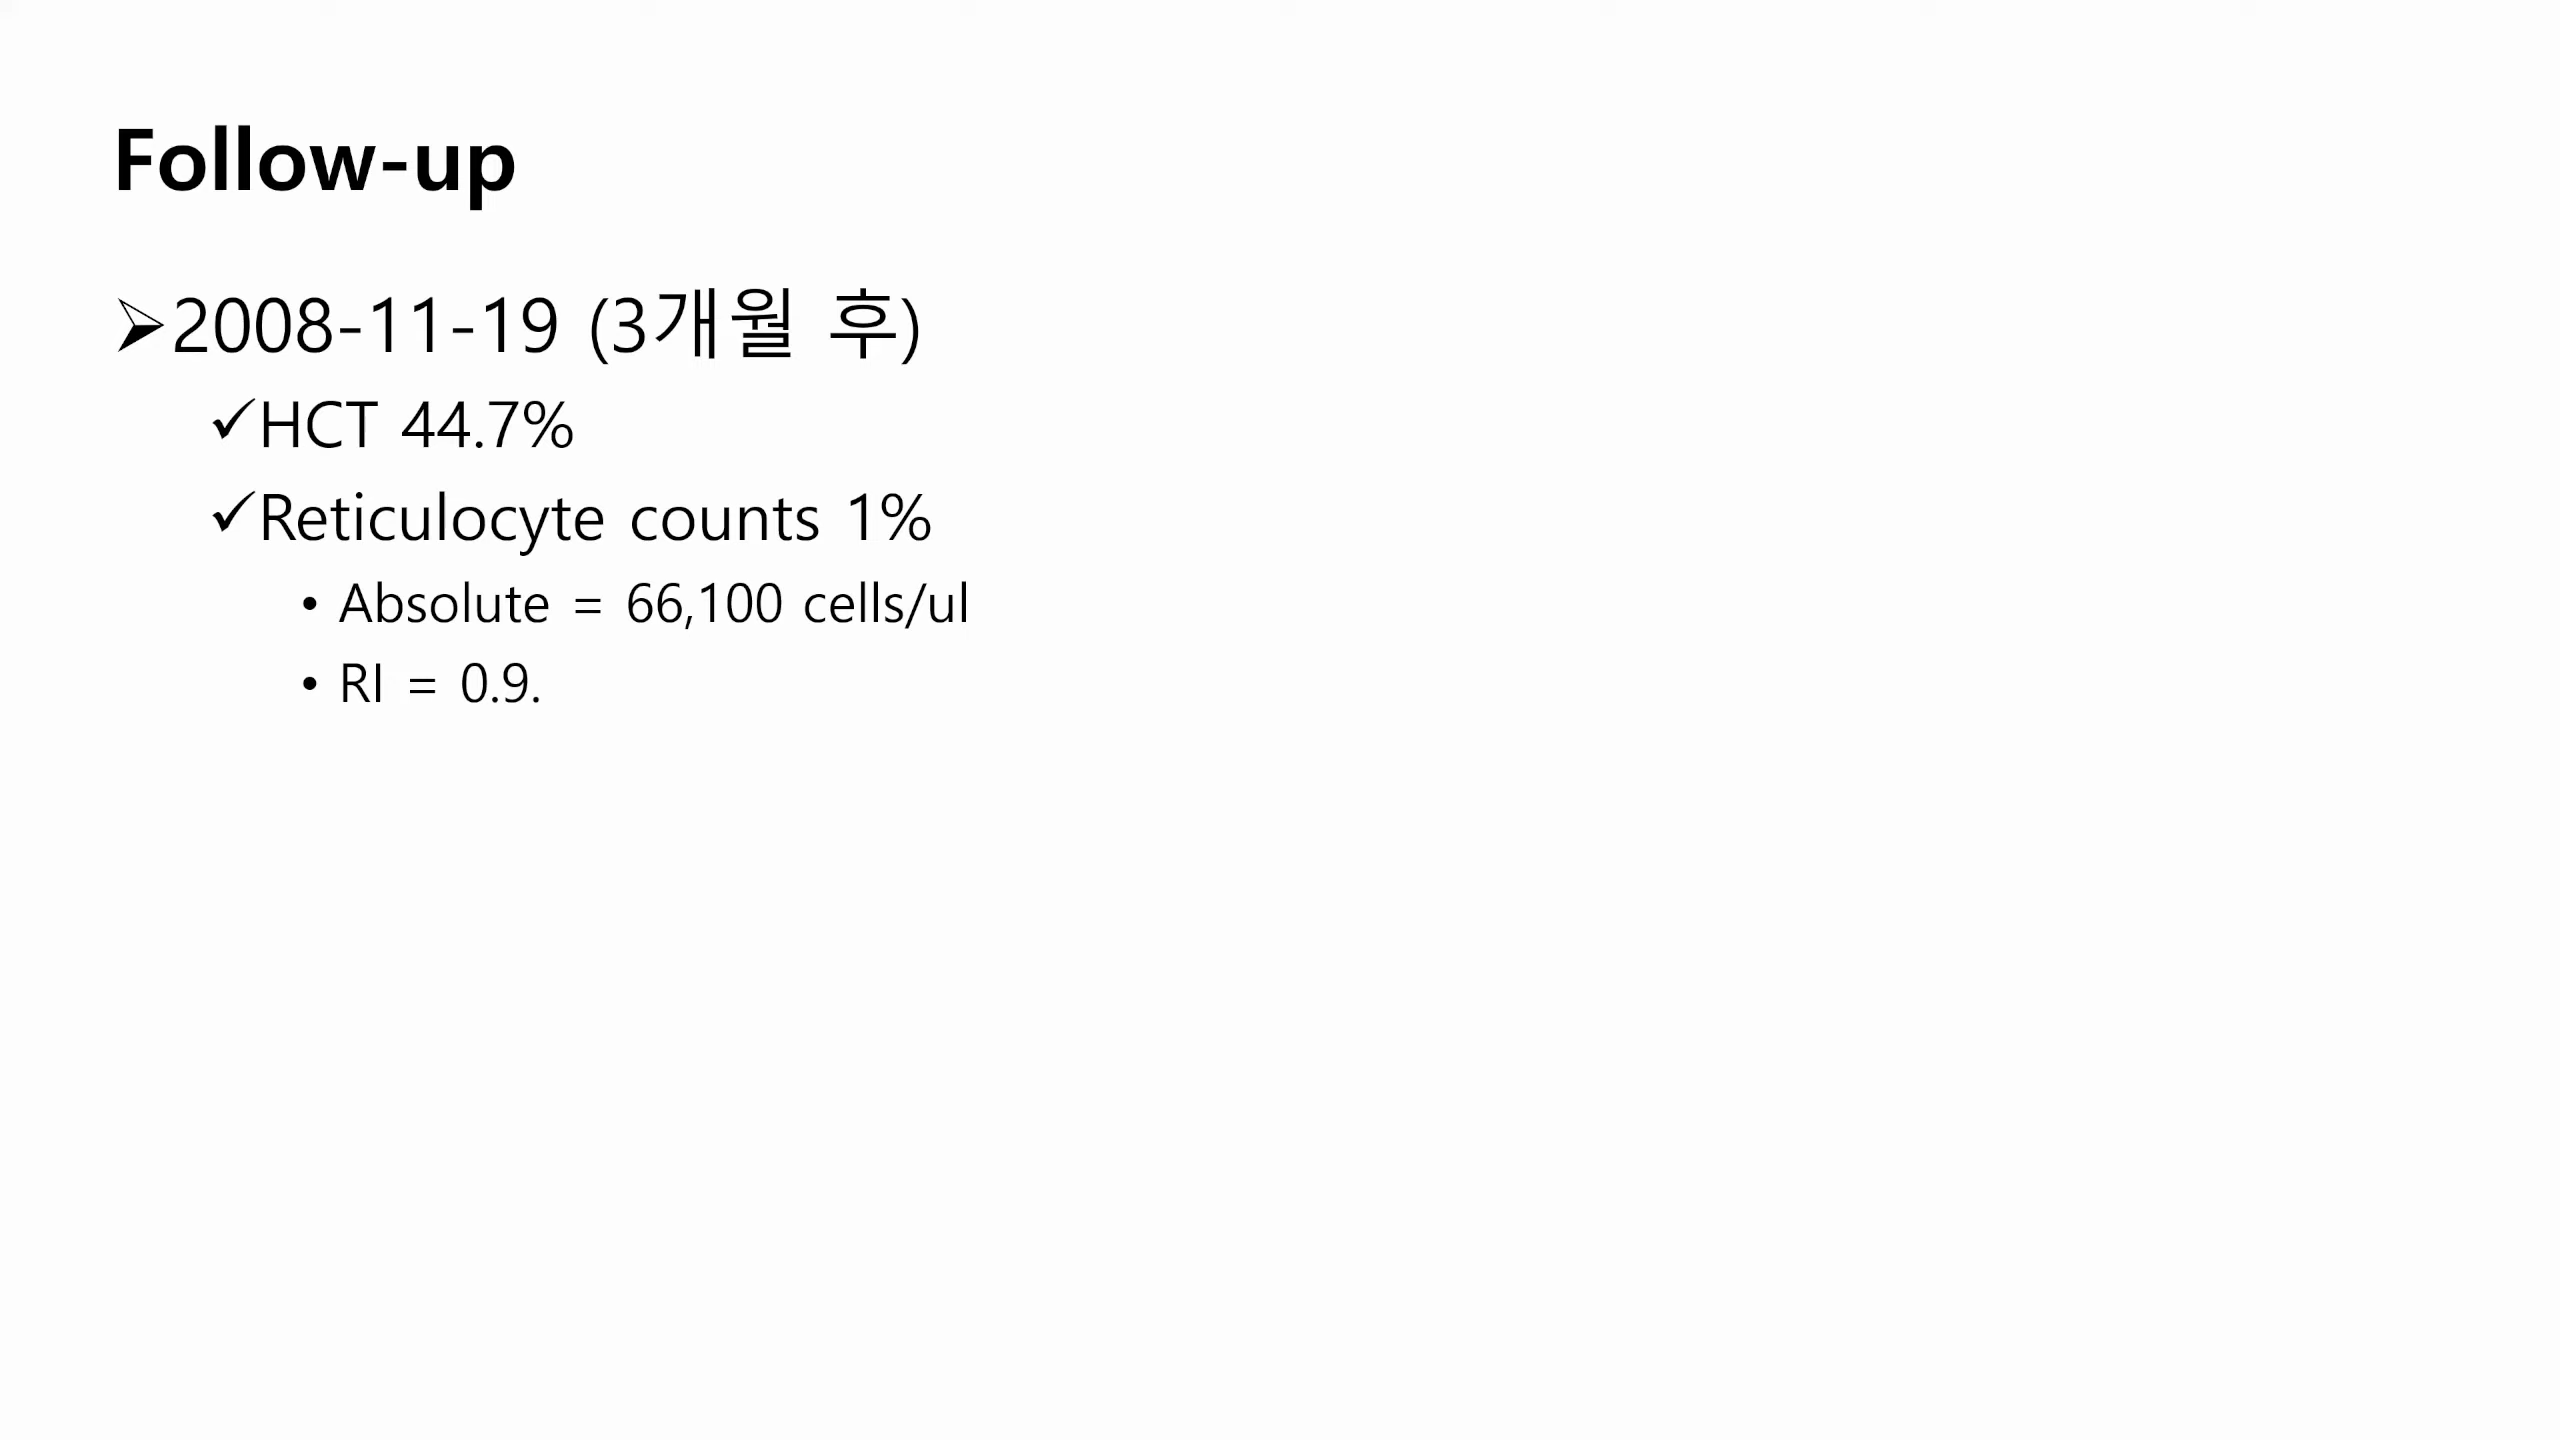 Follow-up
➢2008-11-19 (3개월 후)
✓HCT 44.7%
✓Reticulocyte counts 1%
• Absolute = 66,100 cells/ul
• RI = 0.9.